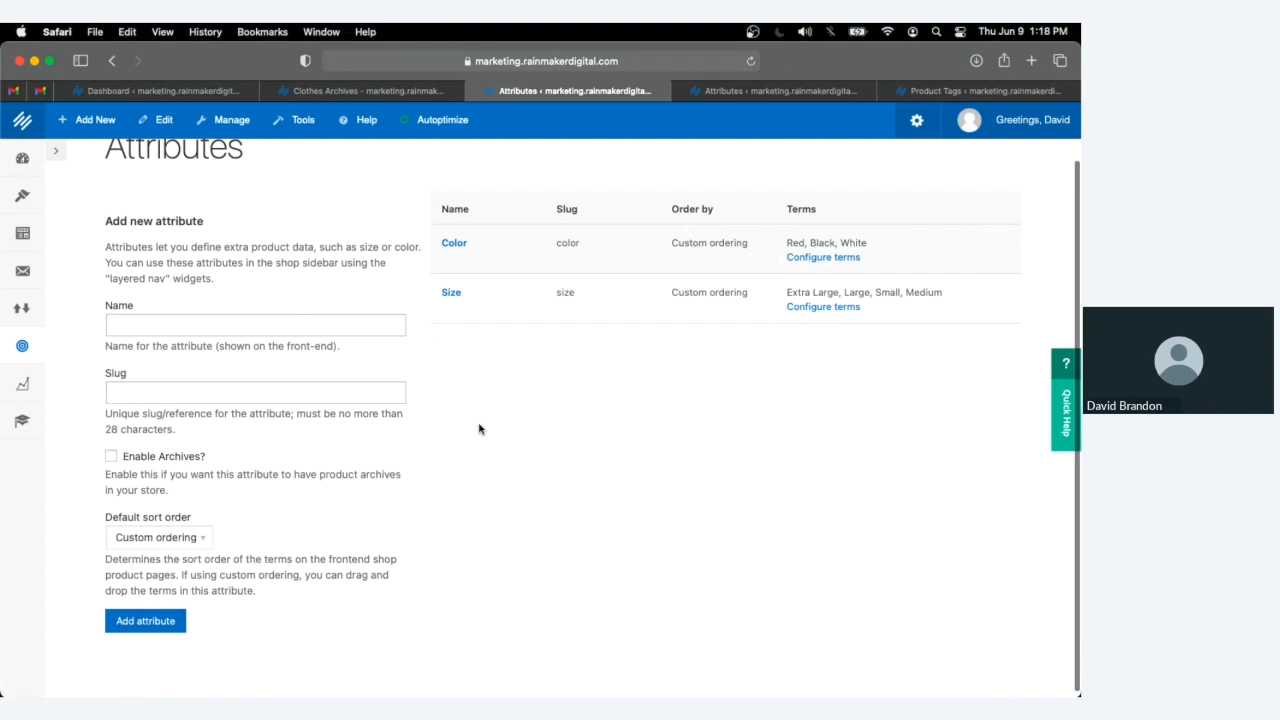 Safari File Edit View History Bookmarks Window Help Thu Jun 9 1:18 PM
marketing.rainmakerdigital.com
Dashboard ‹ marketing.rainmakerdigit... Clothes Archives - marketing.rainmak... Attributes ‹ marketing.rainmakerdigita... Attributes ‹ marketing.rainmakerdigita... Product Tags ‹ marketing.rainmakerdi...
+ Add New Edit Manage Tools Help Autoptimize Greetings, David
Attributes
Add new attribute
Attributes let you define extra product data, such as size or color.
You can use these attributes in the shop sidebar using the
"layered nav" widgets.
Name
Name for the attribute (shown on the front-end).
Slug
Unique slug/reference for the attribute; must be no more than
28 characters.
Enable Archives?
Enable this if you want this attribute to have product archives
in your store.
Default sort order
Custom ordering
Determines the sort order of the terms on the frontend shop
product pages. If using custom ordering, you can drag and
drop the terms in this attribute.
Add attribute
Name Slug Order by Terms
Color color Custom ordering Red, Black, White
Configure terms
Size size Custom ordering Extra Large, Large, Small, Medium
Configure terms
?
Quick Help
David Brandon